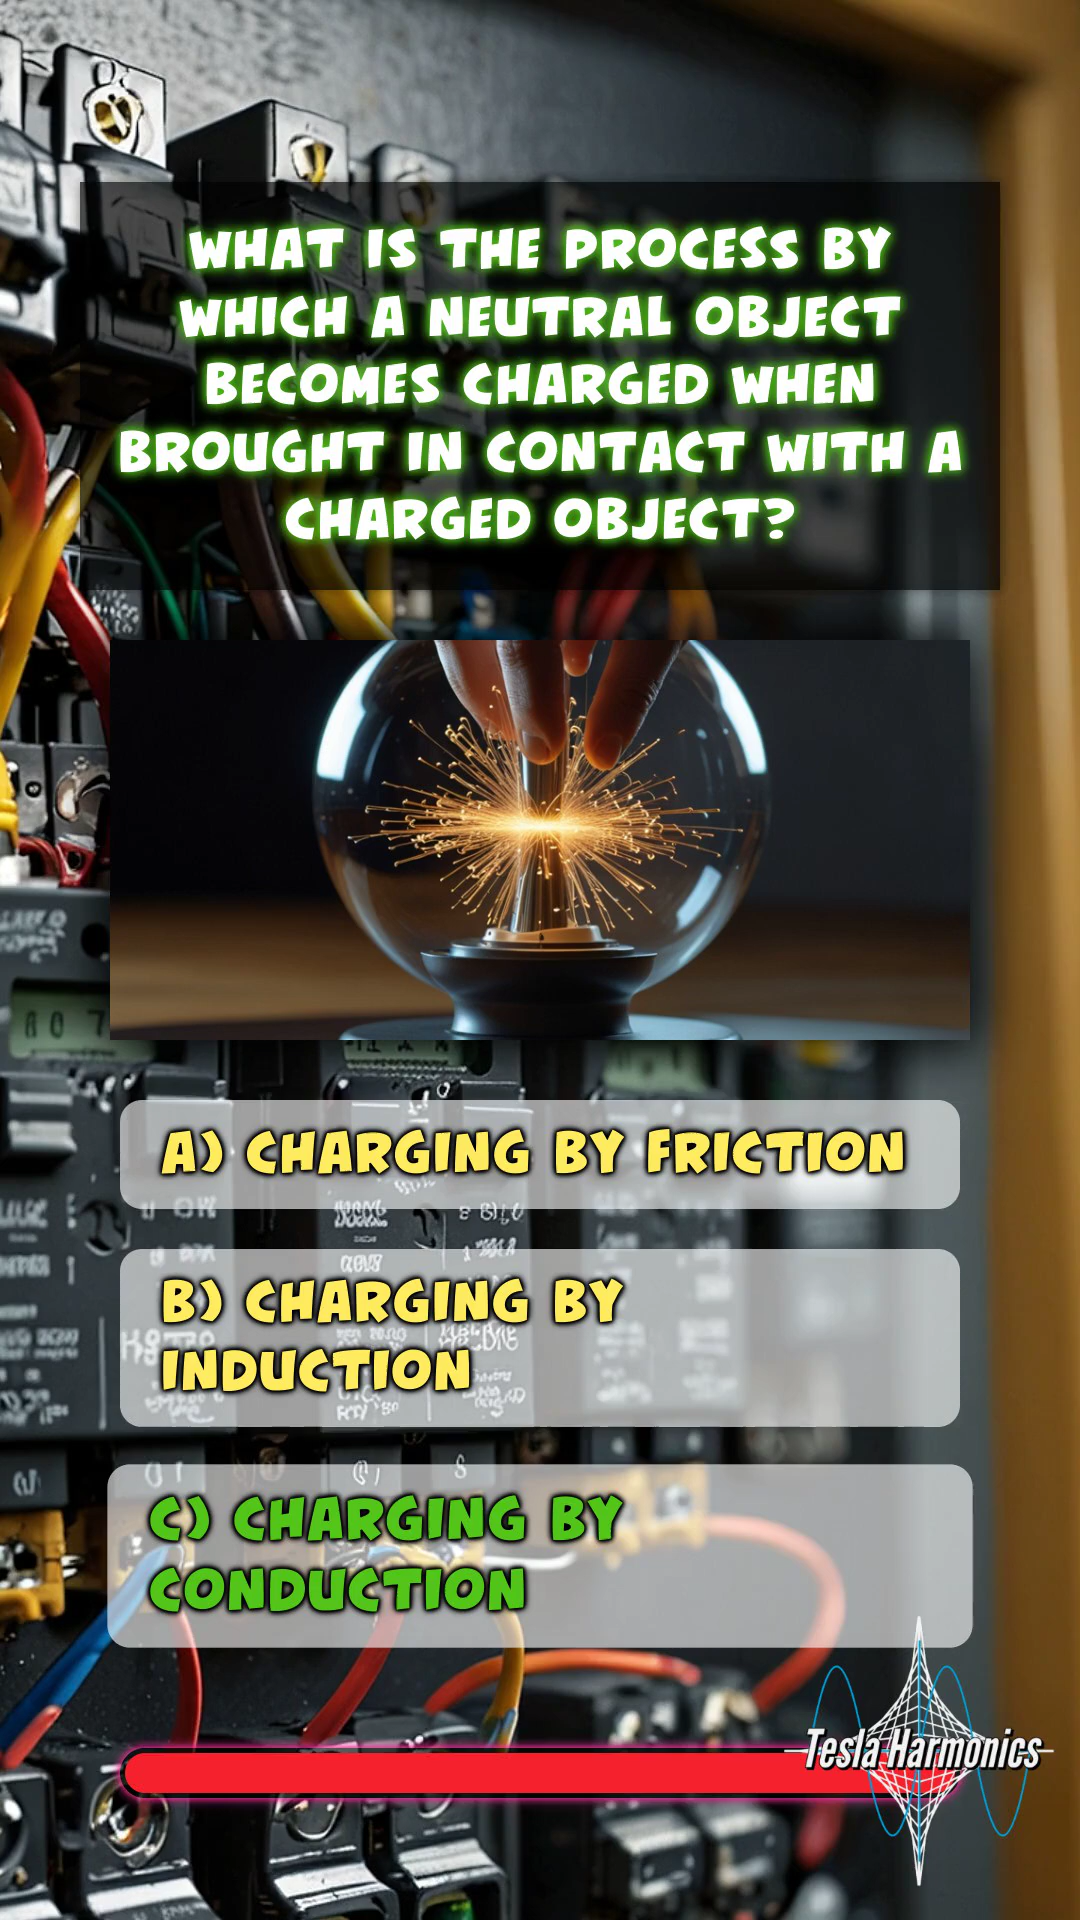 WHAT IS THE PROCESS BY
WHICH A NEUTRAL OBJECT
BECOMES CHARGED WHEN
BROUGHT IN CONTACT WITH A
CHARGED OBJECT?
A) CHARGING BY FRICTION
B) CHARGING BY
INDUCTION
C) CHARGING BY
CONDUCTION
Tesla Harmonics